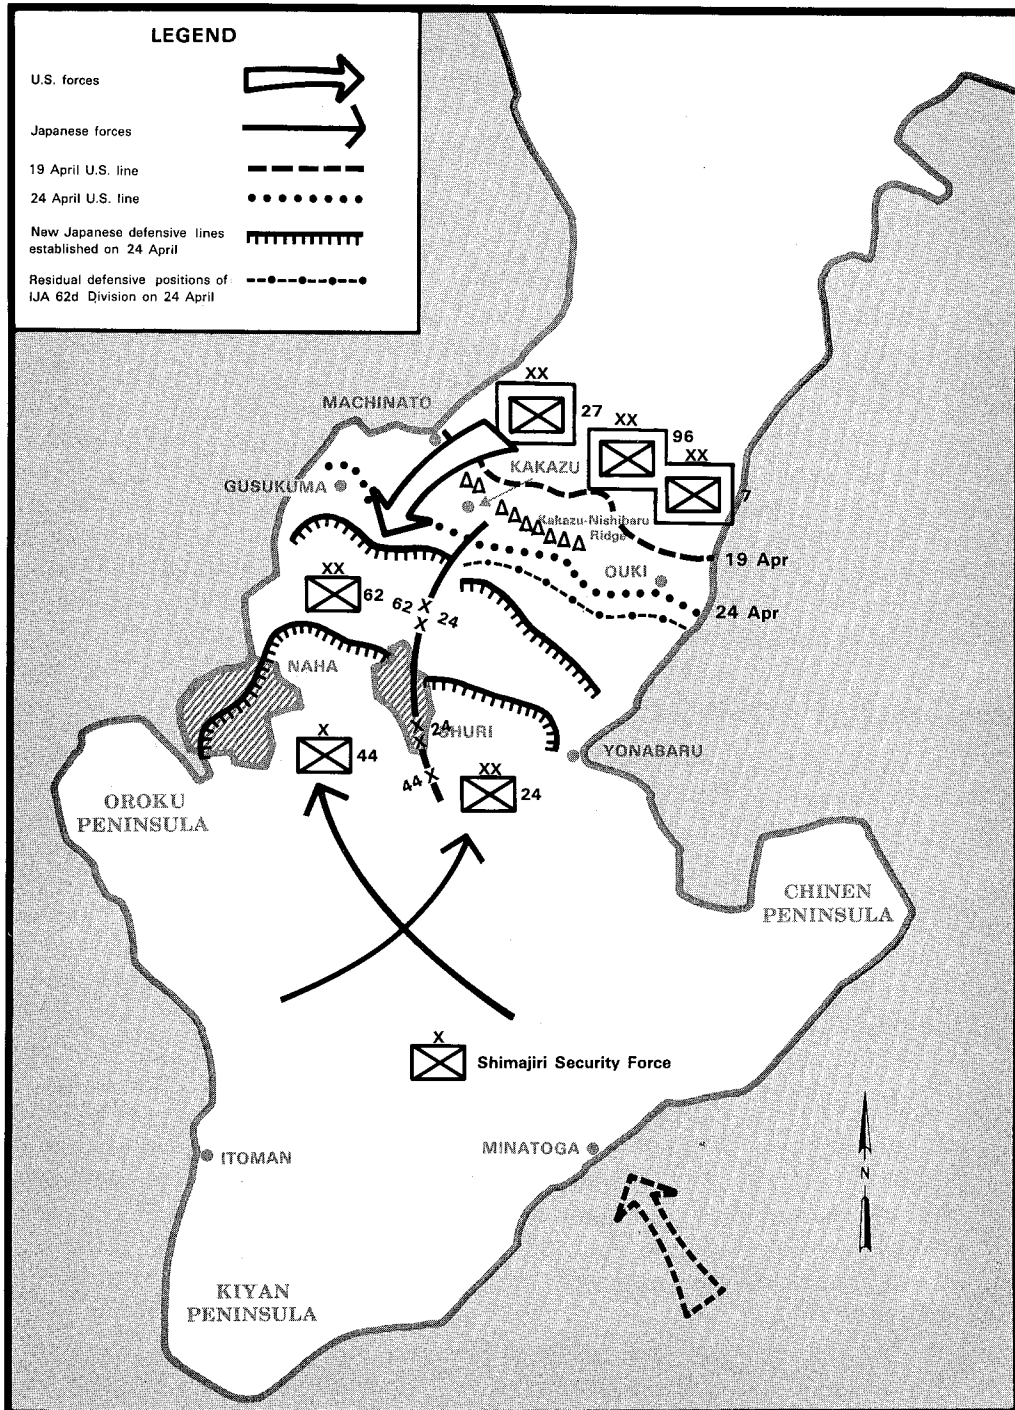 LEGEND
U.S. forces
Japanese forces
19 April U.S. line
24 April U.S. line
New Japanese defensive lines
established on 24 April
Residual defensive positions of
IJA 62d Division on 24 April
XX
27
MACHINATO
XX
96
XX
7
KAKAZU
GUSUKUMA
Kakazu-Nishibaru
Ridge
19 Apr
OUKI
XX
62
62 X 24
X
24 Apr
NAHA
X
44
X 24
X
SHURI
44 X
XX
24
YONABARU
OROKU
PENINSULA
CHINEN
PENINSULA
X
Shimajiri Security Force
ITOMAN
MINATOGA
N
KIYAN
PENINSULA